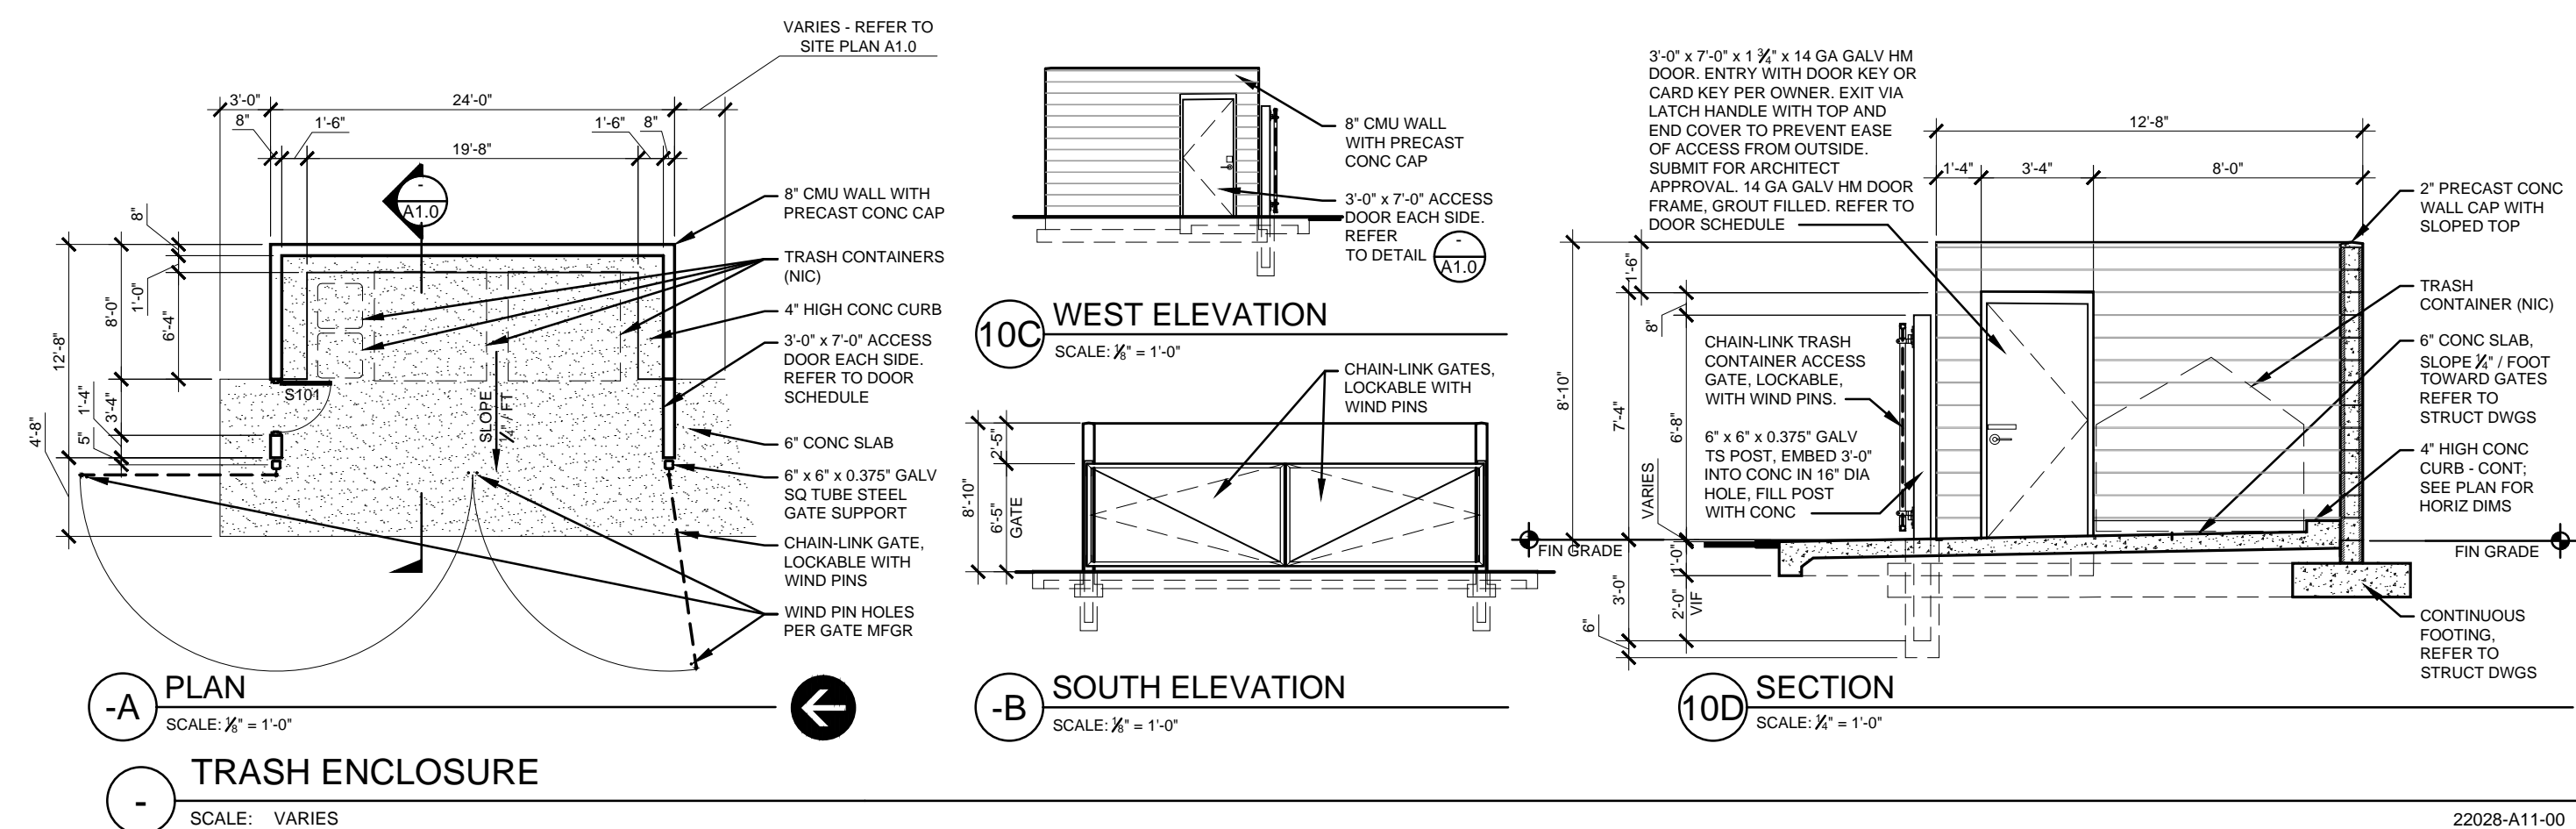 VARIES - REFER TO
SITE PLAN A1.0
3'-0"
24'-0"
8"
1'-6"
1'-6"
8"
19'-8"
-
A1.0
8"
1'-0"
8'-0"
6'-4"
12'-8"
1'-4"
3'-4"
5"
4'-8"
S101
SLOPE
¼" / FT
8" CMU WALL WITH
PRECAST CONC CAP
TRASH CONTAINERS
(NIC)
4" HIGH CONC CURB
3'-0" x 7'-0" ACCESS
DOOR EACH SIDE.
REFER TO DOOR
SCHEDULE
6" CONC SLAB
6" x 6" x 0.375" GALV
SQ TUBE STEEL
GATE SUPPORT
CHAIN-LINK GATE,
LOCKABLE WITH
WIND PINS
WIND PIN HOLES
PER GATE MFGR
-A
PLAN
SCALE: ⅛" = 1'-0"
8" CMU WALL
WITH PRECAST
CONC CAP
3'-0" x 7'-0" ACCESS
DOOR EACH SIDE.
REFER
TO DETAIL
-
A1.0
10C
WEST ELEVATION
SCALE: ⅛" = 1'-0"
CHAIN-LINK GATES,
LOCKABLE WITH
WIND PINS
8'-10"
2'-5"
6'-5"
GATE
-B
SOUTH ELEVATION
SCALE: ⅛" = 1'-0"
3'-0" x 7'-0" x 1 ¾" x 14 GA GALV HM
DOOR. ENTRY WITH DOOR KEY OR
CARD KEY PER OWNER. EXIT VIA
LATCH HANDLE WITH TOP AND
END COVER TO PREVENT EASE
OF ACCESS FROM OUTSIDE.
SUBMIT FOR ARCHITECT
APPROVAL. 14 GA GALV HM DOOR
FRAME, GROUT FILLED. REFER TO
DOOR SCHEDULE
12'-8"
1'-4"
3'-4"
8'-0"
8'-10"
1'-6"
7'-4"
8"
6'-8"
VARIES
CHAIN-LINK TRASH
CONTAINER ACCESS
GATE, LOCKABLE,
WITH WIND PINS.
6" x 6" x 0.375" GALV
TS POST, EMBED 3'-0"
INTO CONC IN 16" DIA
HOLE, FILL POST
WITH CONC
FIN GRADE
3'-0"
6"
1'-0"
2'-0"
VIF
2" PRECAST CONC
WALL CAP WITH
SLOPED TOP
TRASH
CONTAINER (NIC)
6" CONC SLAB,
SLOPE ¼" / FOOT
TOWARD GATES
REFER TO
STRUCT DWGS
4" HIGH CONC
CURB - CONT;
SEE PLAN FOR
HORIZ DIMS
FIN GRADE
CONTINUOUS
FOOTING,
REFER TO
STRUCT DWGS
10D
SECTION
SCALE: ¼" = 1'-0"
-
TRASH ENCLOSURE
SCALE: VARIES
22028-A11-00